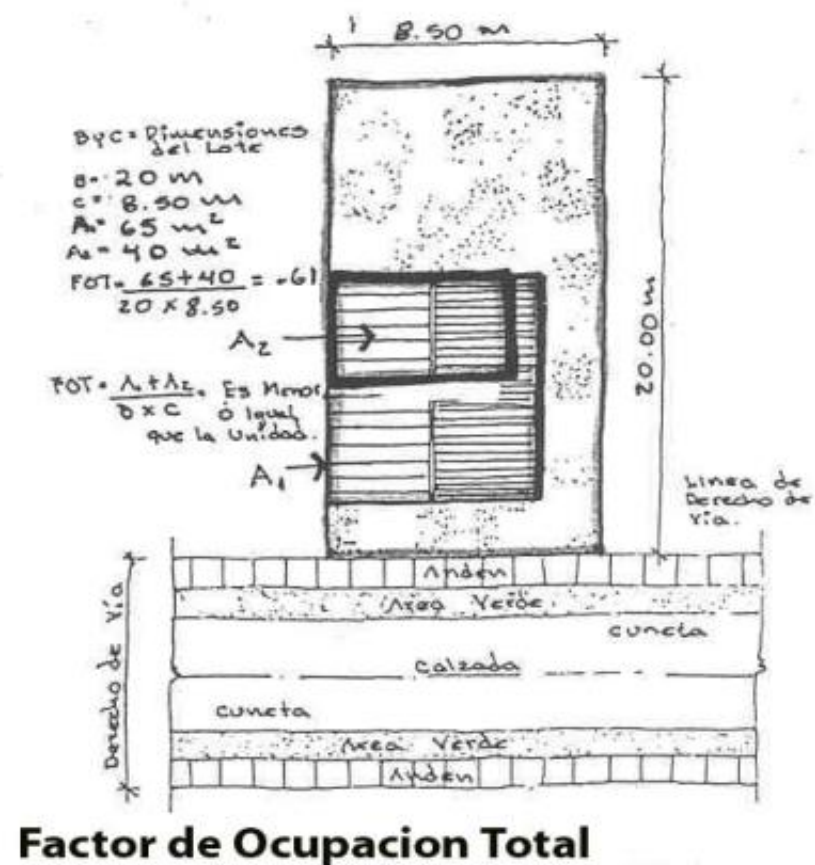 8.50 m
ByC = Dimensiones
del Lote
B = 20 m
C = 8.50 m
A₁ = 65 m²
A₂ = 40 m²
FOT = 65+40 / 20 x 8.50 = .61
A₂
FOT = A₁ + A₂ / B x C = Es Menor
ó Igual
que la Unidad.
A₁
20.00 m
Linea de
Derecho de
Vía.
Anden
Area Verde
cuneta
Calzada
cuneta
Area Verde
Anden
Derecho de Vía
Factor de Ocupacion Total